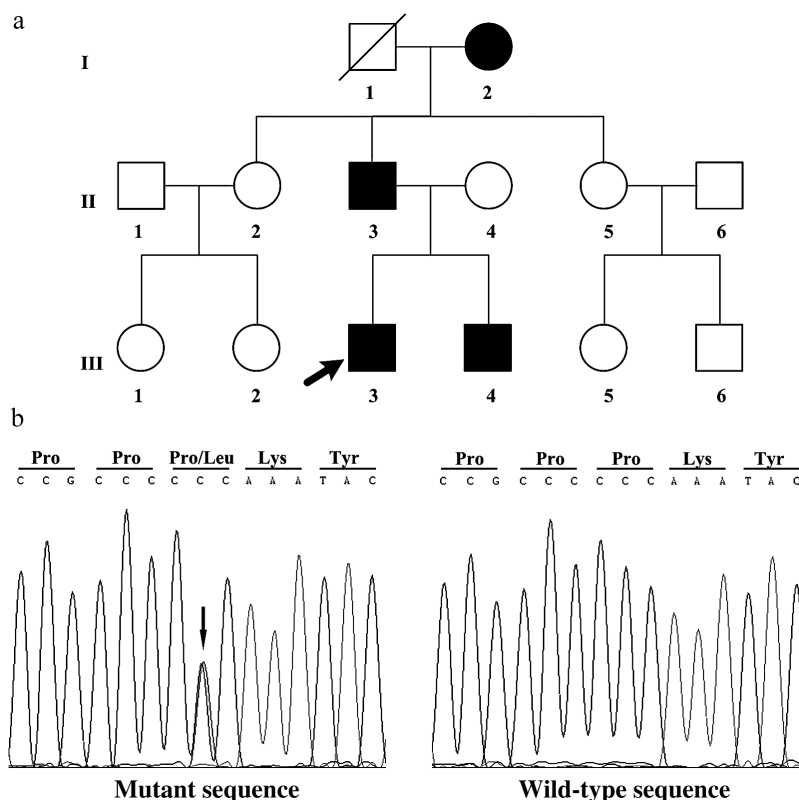 a
I
1 2
II
1 2 3 4 5 6
III
1 2 3 4 5 6
b
Pro Pro Pro/Leu Lys Tyr
C C G C C C C C C A A A T A C
Mutant sequence
Pro Pro Pro Lys Tyr
C C G C C C C C C A A A T A C
Wild-type sequence